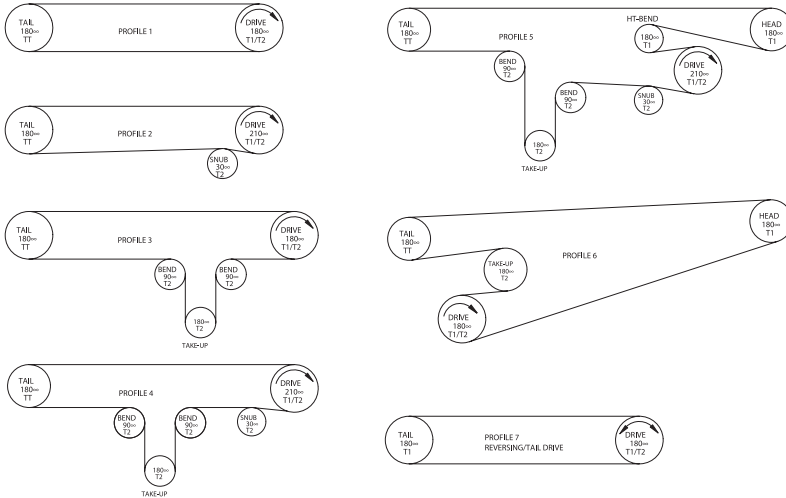 TAIL
180∞
TT
PROFILE 1
DRIVE
180∞
T1/T2
TAIL
180∞
TT
PROFILE 2
DRIVE
210∞
T1/T2
SNUB
30∞
T2
TAIL
180∞
TT
PROFILE 3
DRIVE
180∞
T1/T2
BEND
90∞
T2
BEND
90∞
T2
180∞
T2
TAKE-UP
TAIL
180∞
TT
PROFILE 4
DRIVE
210∞
T1/T2
BEND
90∞
T2
BEND
90∞
T2
SNUB
30∞
T2
180∞
T2
TAKE-UP
TAIL
180∞
TT
PROFILE 5
HT-BEND
180∞
T1
HEAD
180∞
T1
BEND
90∞
T2
DRIVE
210∞
T1/T2
BEND
90∞
T2
SNUB
30∞
T2
180∞
T2
TAKE-UP
TAIL
180∞
TT
HEAD
180∞
T1
PROFILE 6
TAKE-UP
180∞
T2
DRIVE
180∞
T1/T2
TAIL
180∞
T1
PROFILE 7
REVERSING/TAIL DRIVE
DRIVE
180∞
T1/T2